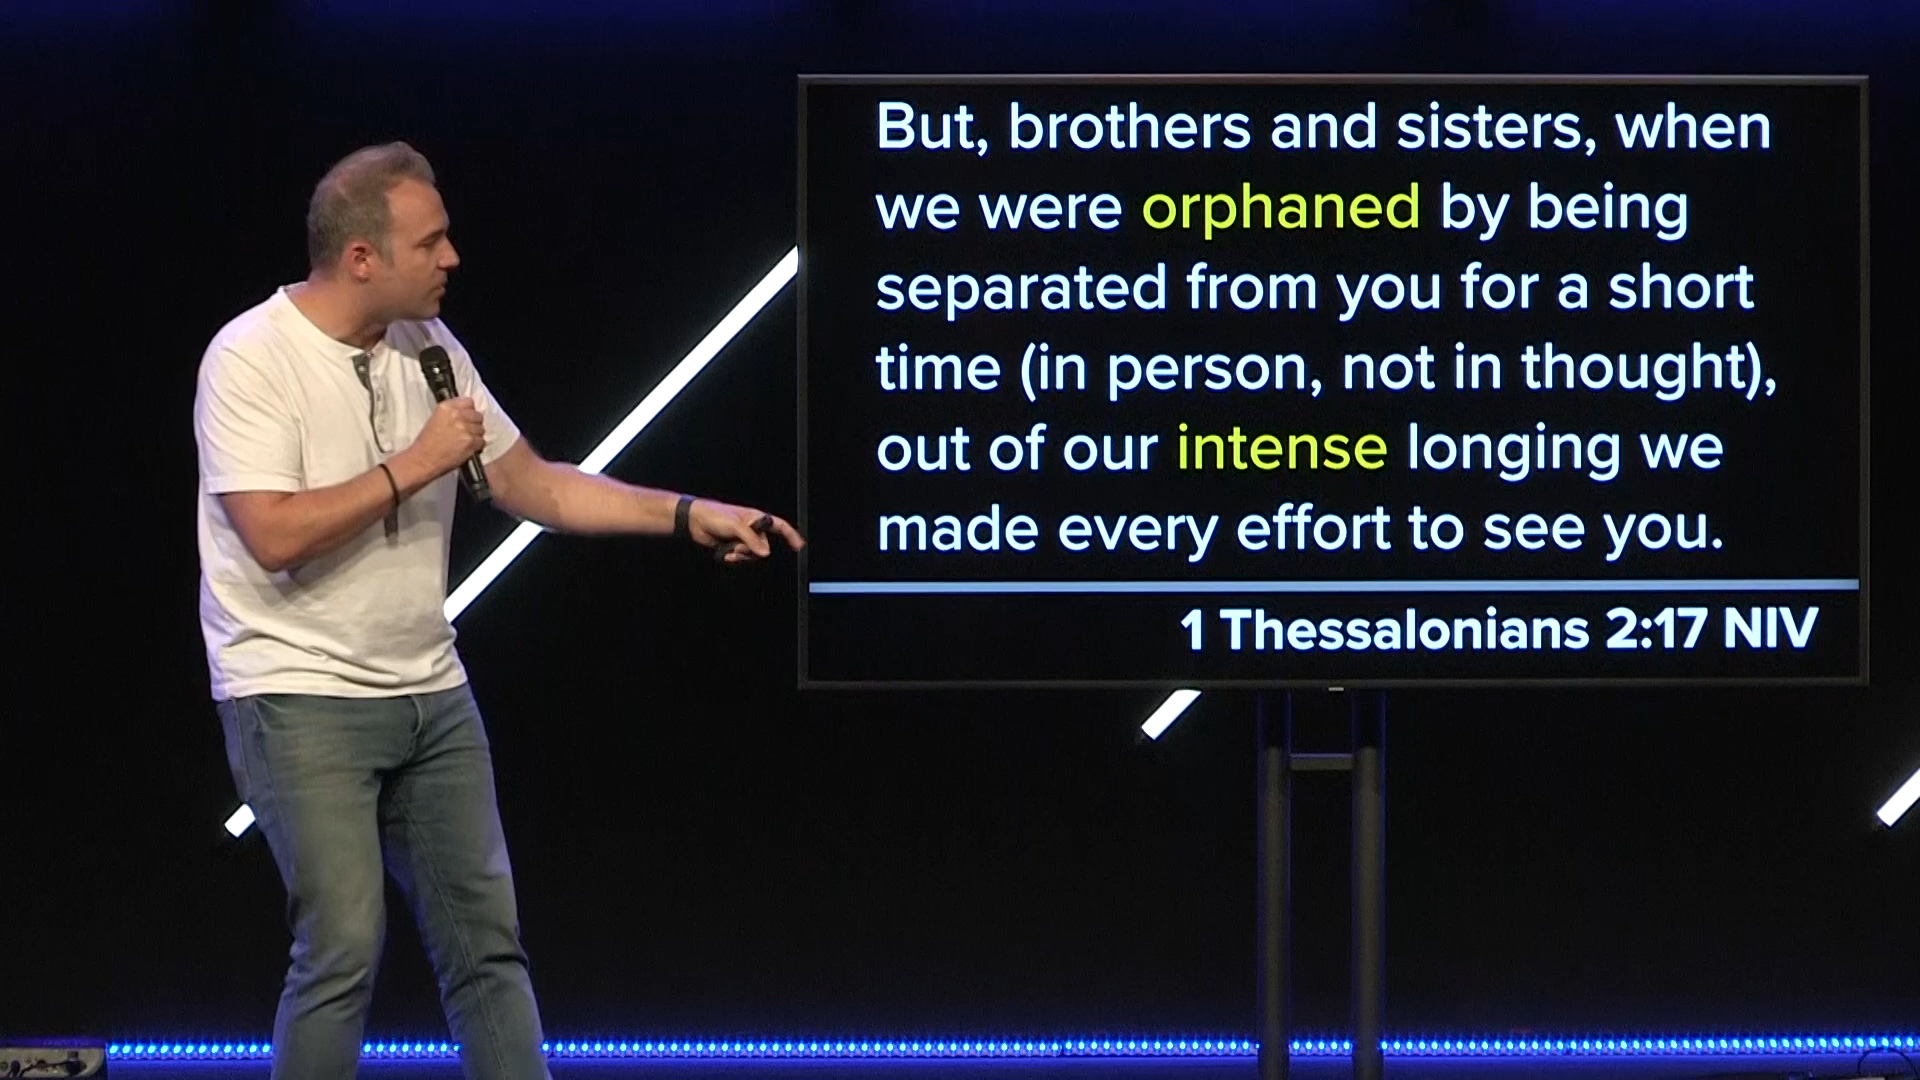 But, brothers and sisters, when
we were orphaned by being
separated from you for a short
time (in person, not in thought),
out of our intense longing we
made every effort to see you.
1 Thessalonians 2:17 NIV